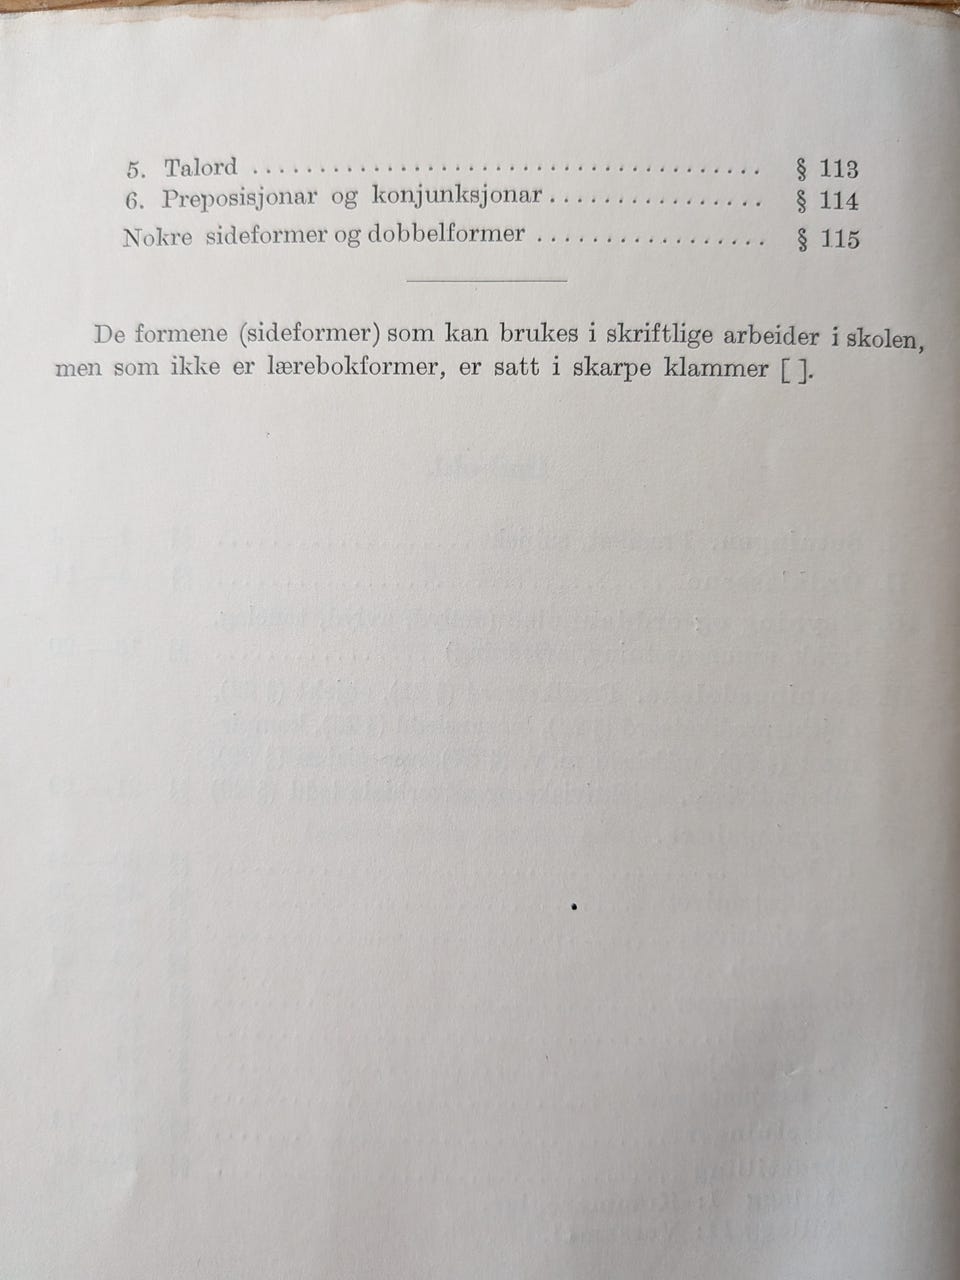 5. Talord ...................................... § 113
6. Preposisjonar og konjunksjonar ................ § 114
Nokre sideformer og dobbelformer ................. § 115
De formene (sideformer) som kan brukes i skriftlige arbeider i skolen,
men som ikke er lærebokformer, er satt i skarpe klammer [ ].